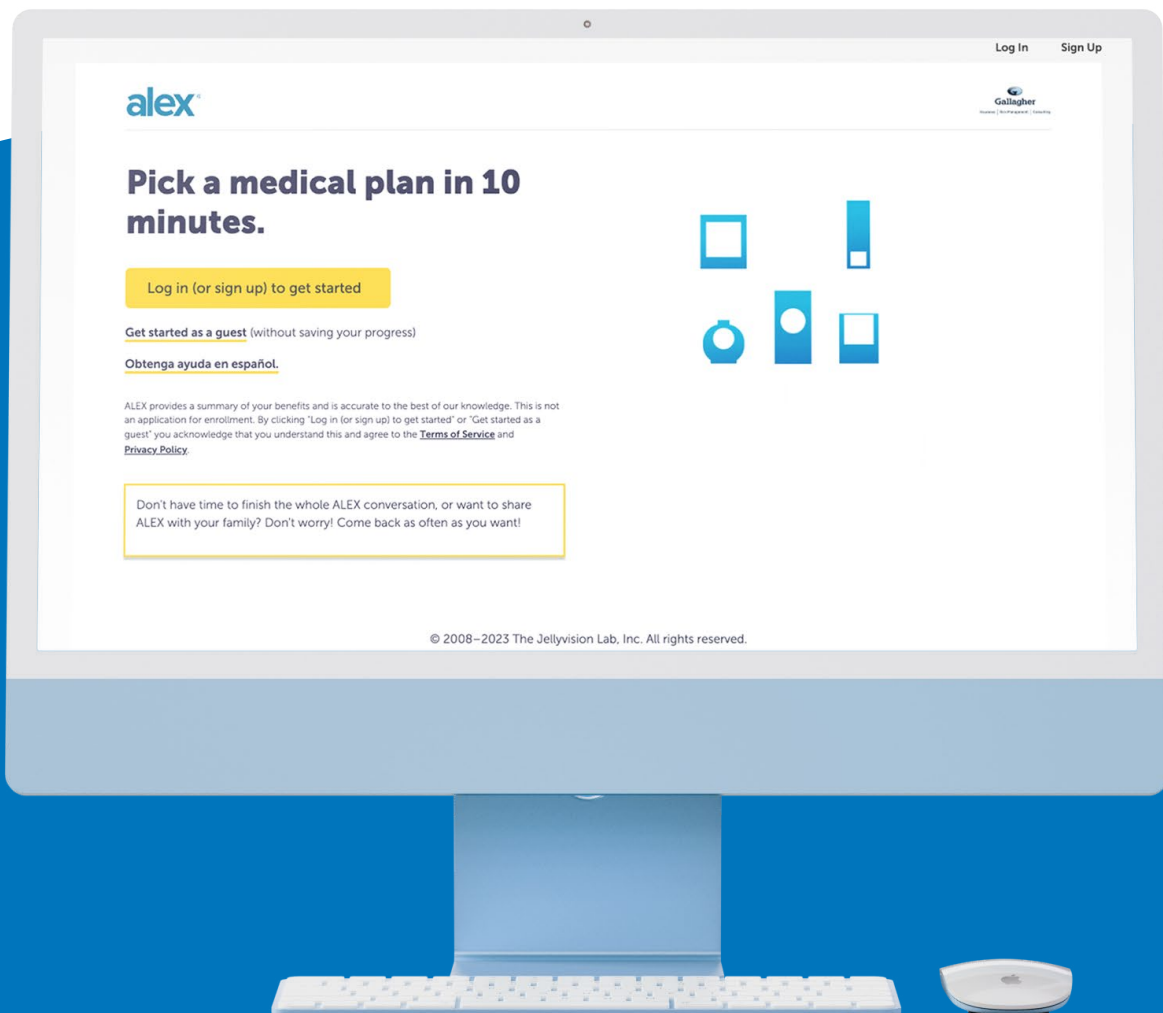 Log In Sign Up
alex
Gallagher
Insurance | Risk Management | Consulting
Pick a medical plan in 10
minutes.
Log in (or sign up) to get started
Get started as a guest (without saving your progress)
Obtenga ayuda en español.
ALEX provides a summary of your benefits and is accurate to the best of our knowledge. This is not
an application for enrollment. By clicking "Log in (or sign up) to get started" or "Get started as a
guest" you acknowledge that you understand this and agree to the Terms of Service and
Privacy Policy.
Don't have time to finish the whole ALEX conversation, or want to share
ALEX with your family? Don't worry! Come back as often as you want!
© 2008–2023 The Jellyvision Lab, Inc. All rights reserved.